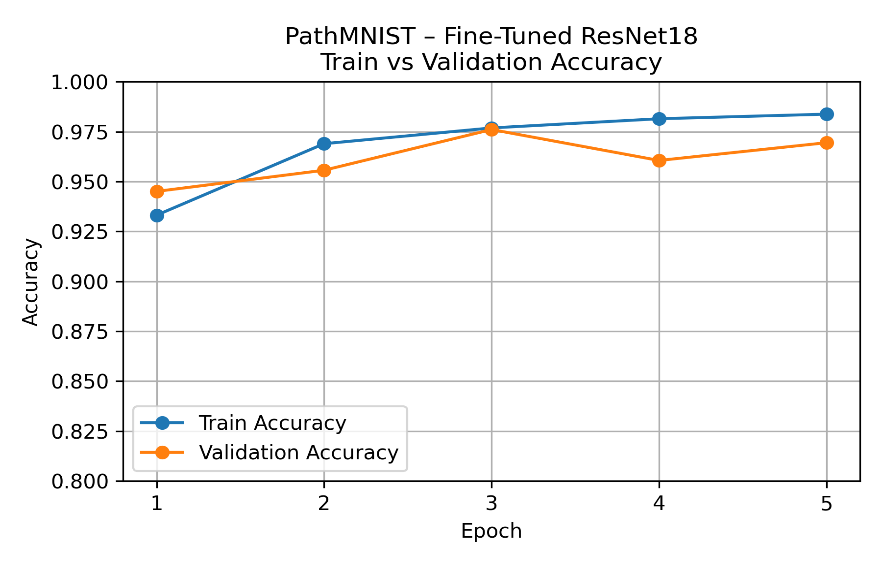 PathMNIST – Fine-Tuned ResNet18
Train vs Validation Accuracy
1.000
0.975
0.950
0.925
0.900
0.875
0.850
0.825
0.800
Accuracy
Train Accuracy
Validation Accuracy
1 2 3 4 5
Epoch